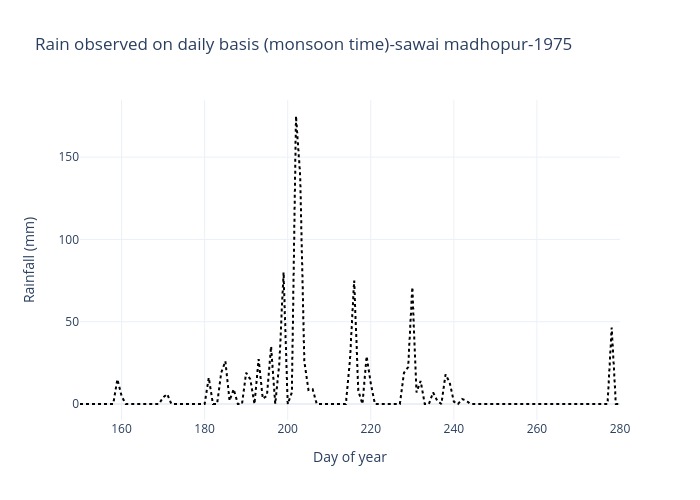 Rain observed on daily basis (monsoon time)-sawai madhopur-1975
150
100
50
0
Rainfall (mm)
160 180 200 220 240 260 280
Day of year